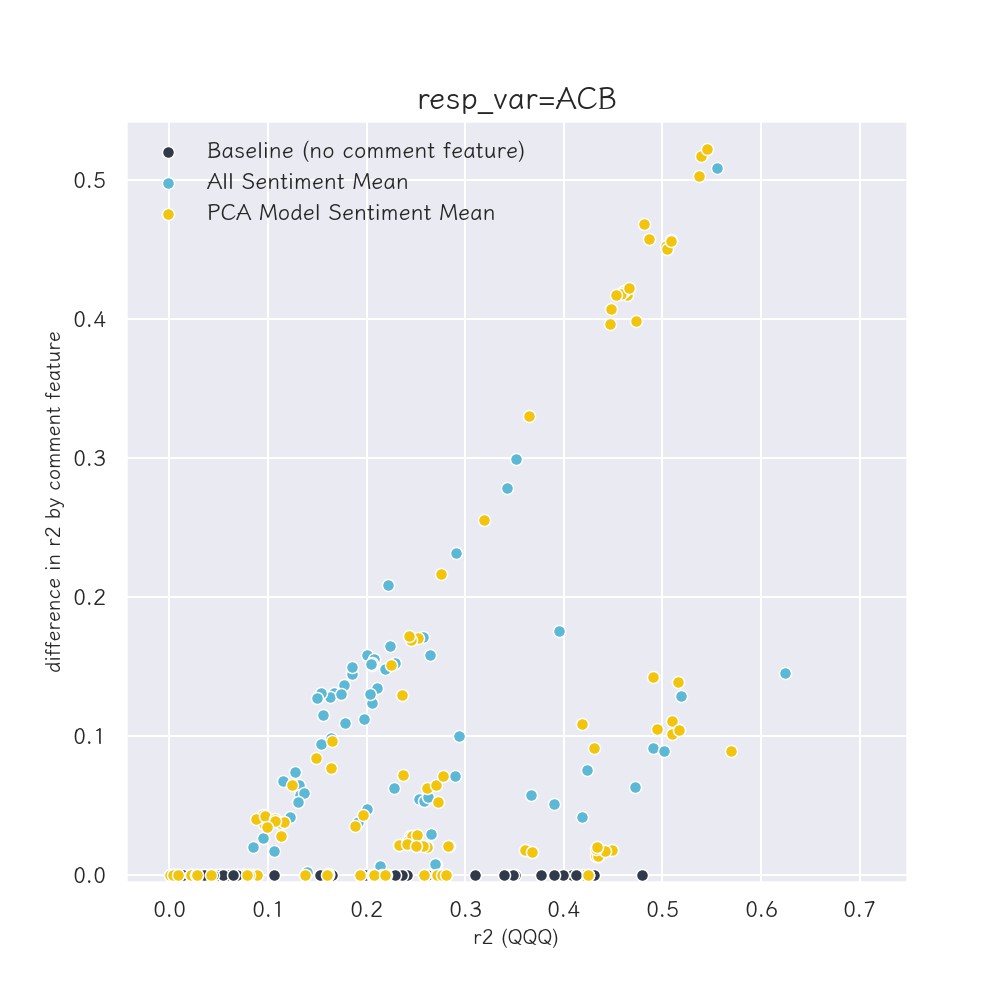 resp_var=ACB
Baseline (no comment feature)
All Sentiment Mean
PCA Model Sentiment Mean
difference in r2 by comment feature
0.5
0.4
0.3
0.2
0.1
0.0
0.0 0.1 0.2 0.3 0.4 0.5 0.6 0.7
r2 (QQQ)